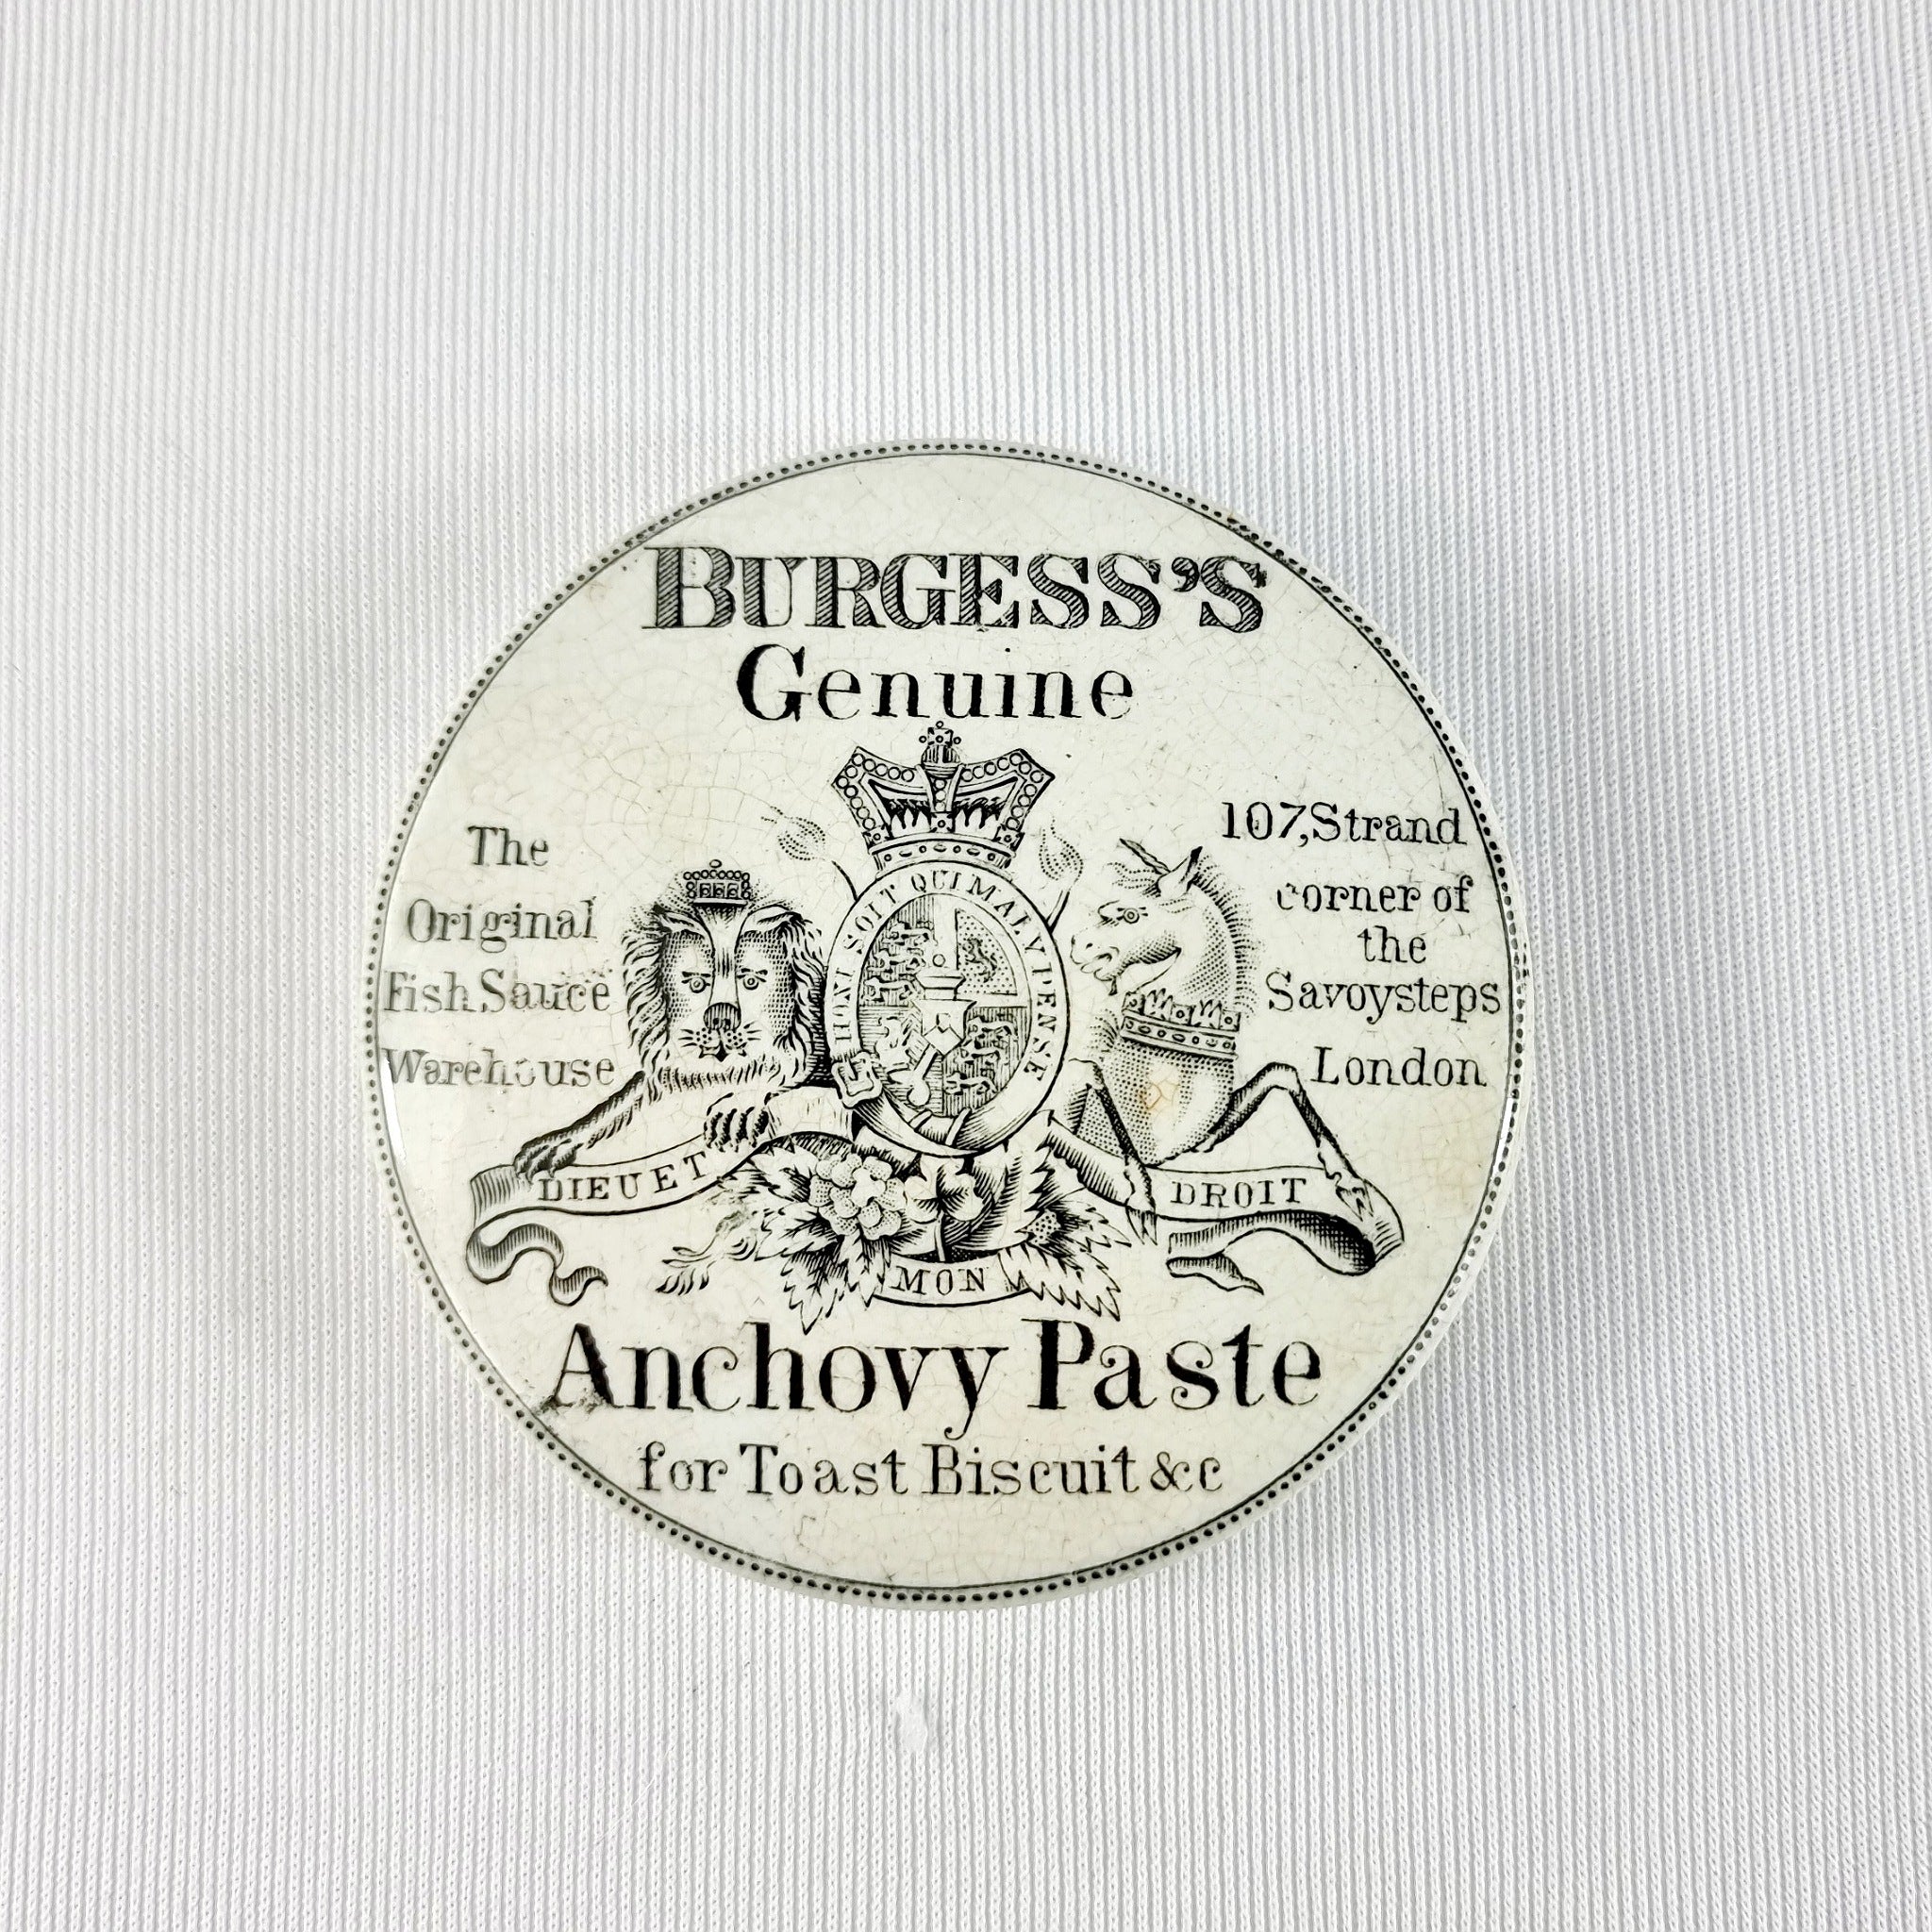 BURGESS'S
Genuine
The
Original
Fish Sauce
Warehouse
107, Strand
corner of
the
Savoysteps
London
HONI SOIT QUI MAL Y PENSE
DIEU ET
MON
DROIT
Anchovy Paste
for Toast Biscuit &c